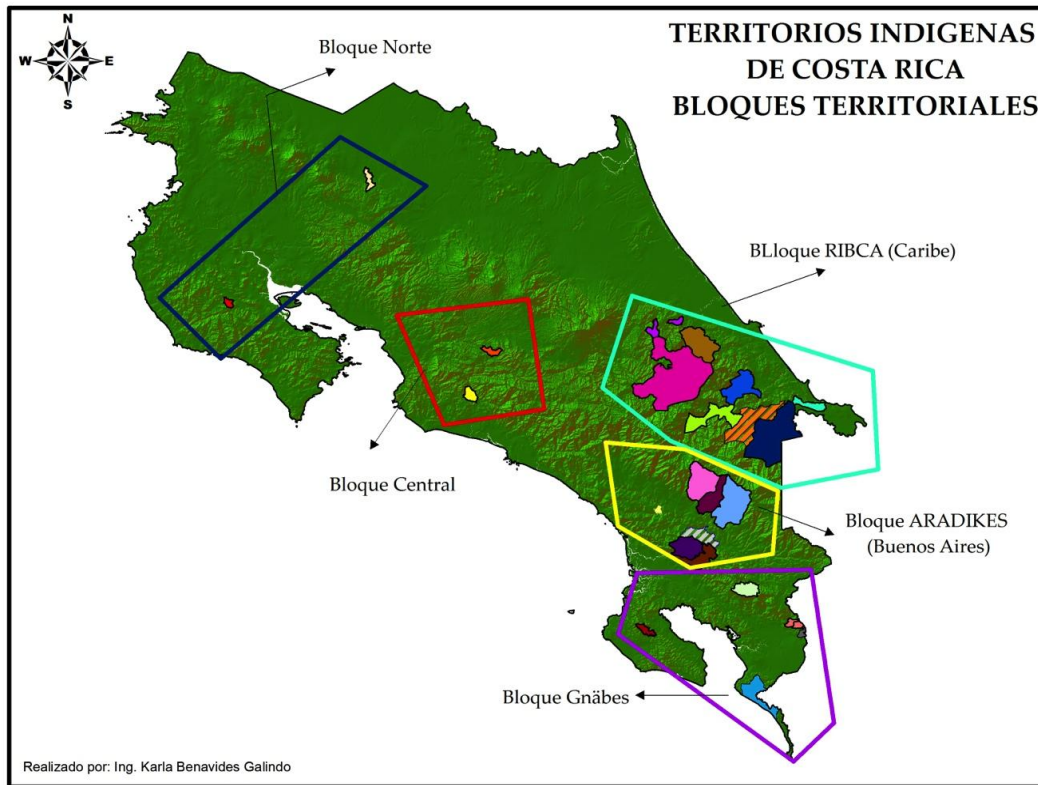 TERRITORIOS INDIGENAS
DE COSTA RICA
BLOQUES TERRITORIALES
N
W
E
S
Bloque Norte
BLloque RIBCA (Caribe)
Bloque Central
Bloque ARADIKES
(Buenos Aires)
Bloque Gnäbes
Realizado por: Ing. Karla Benavides Galindo